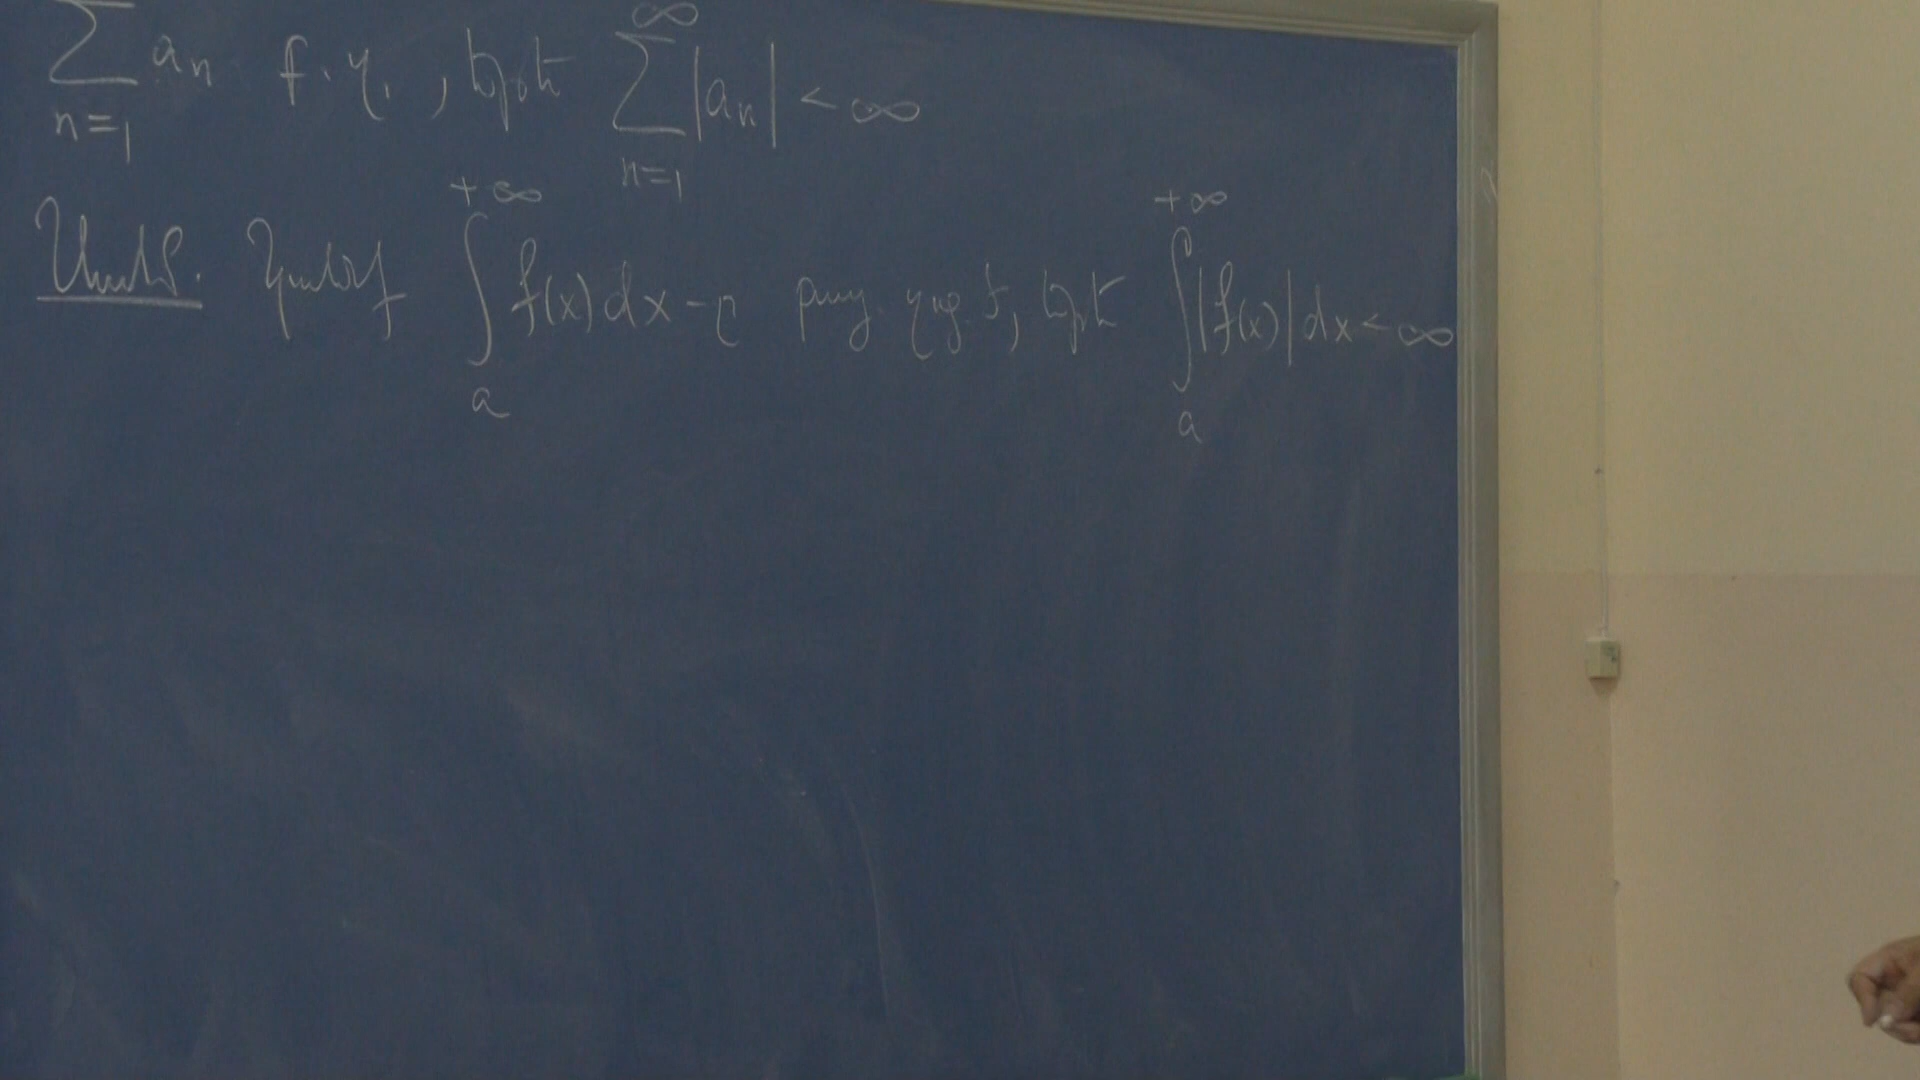 ∑_{n=1} a_n բ. զ., եթե ∑_{n=1}^{∞} |a_n| < ∞
Սահմ. Կասենք ∫_a^{+∞} f(x) dx-ը բաց. զուգ. է, եթե ∫_a^{+∞} |f(x)| dx < ∞